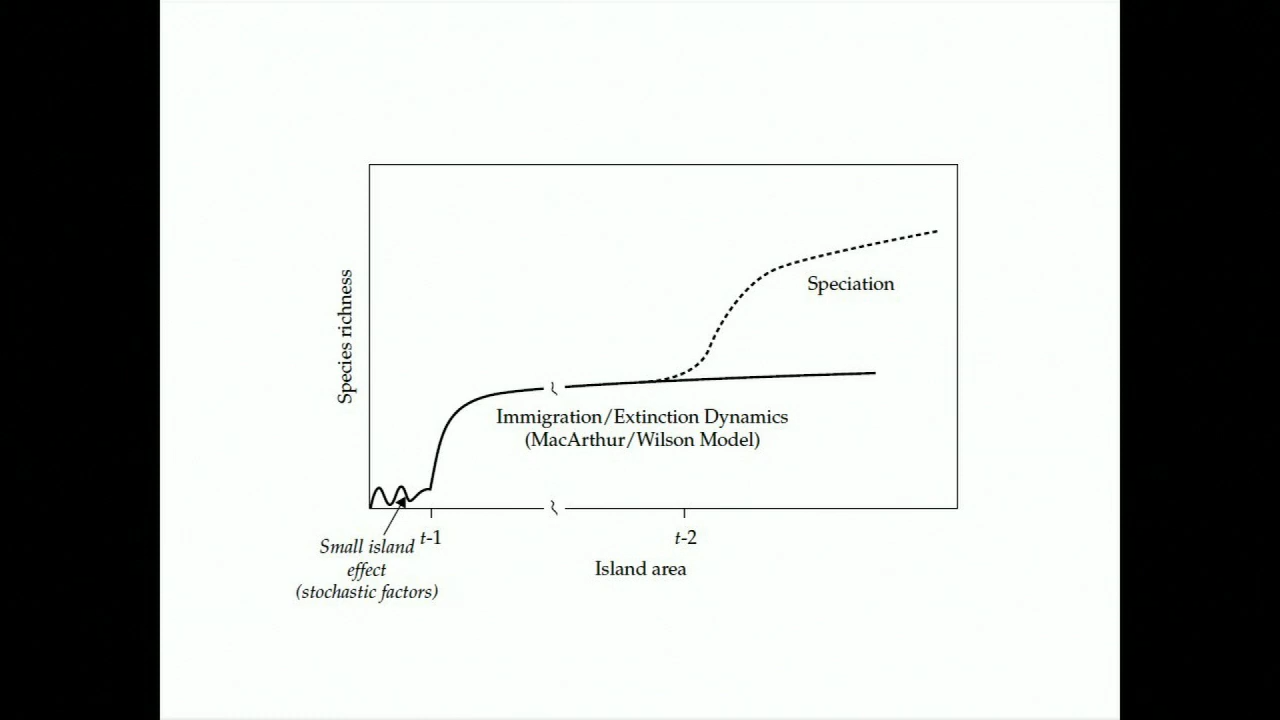 Species richness
Speciation
Immigration/Extinction Dynamics
(MacArthur/Wilson Model)
t-1
t-2
Small island
effect
(stochastic factors)
Island area